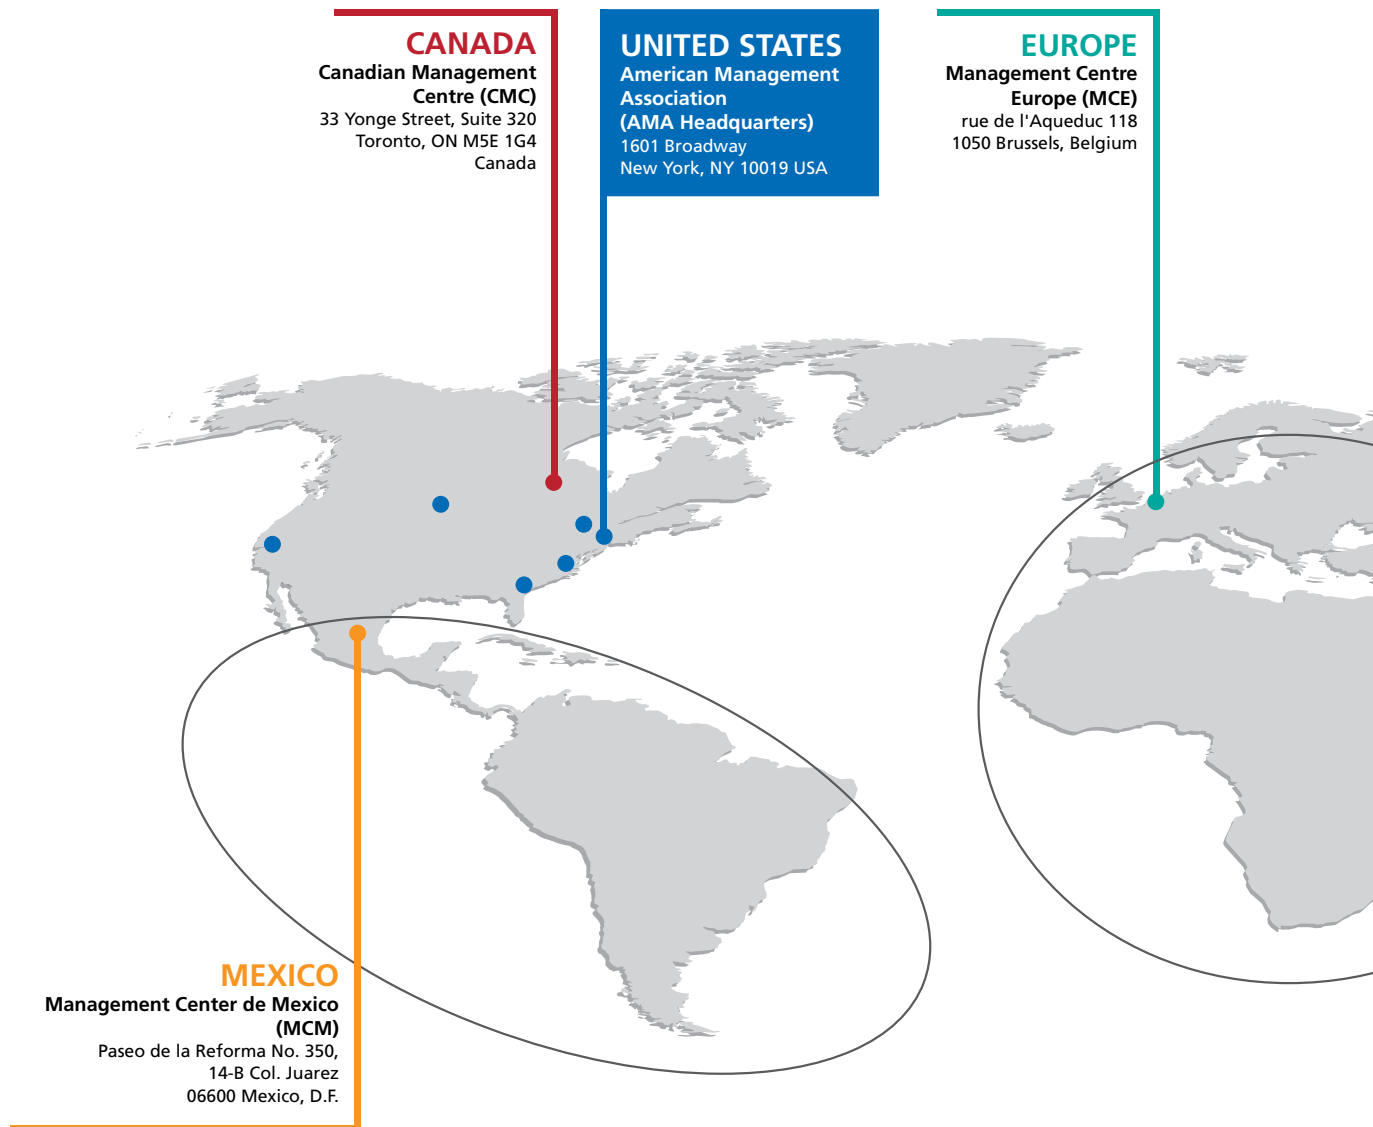 CANADA
Canadian Management
Centre (CMC)
33 Yonge Street, Suite 320
Toronto, ON M5E 1G4
Canada
UNITED STATES
American Management
Association
(AMA Headquarters)
1601 Broadway
New York, NY 10019 USA
EUROPE
Management Centre
Europe (MCE)
rue de l'Aqueduc 118
1050 Brussels, Belgium
MEXICO
Management Center de Mexico
(MCM)
Paseo de la Reforma No. 350,
14-B Col. Juarez
06600 Mexico, D.F.